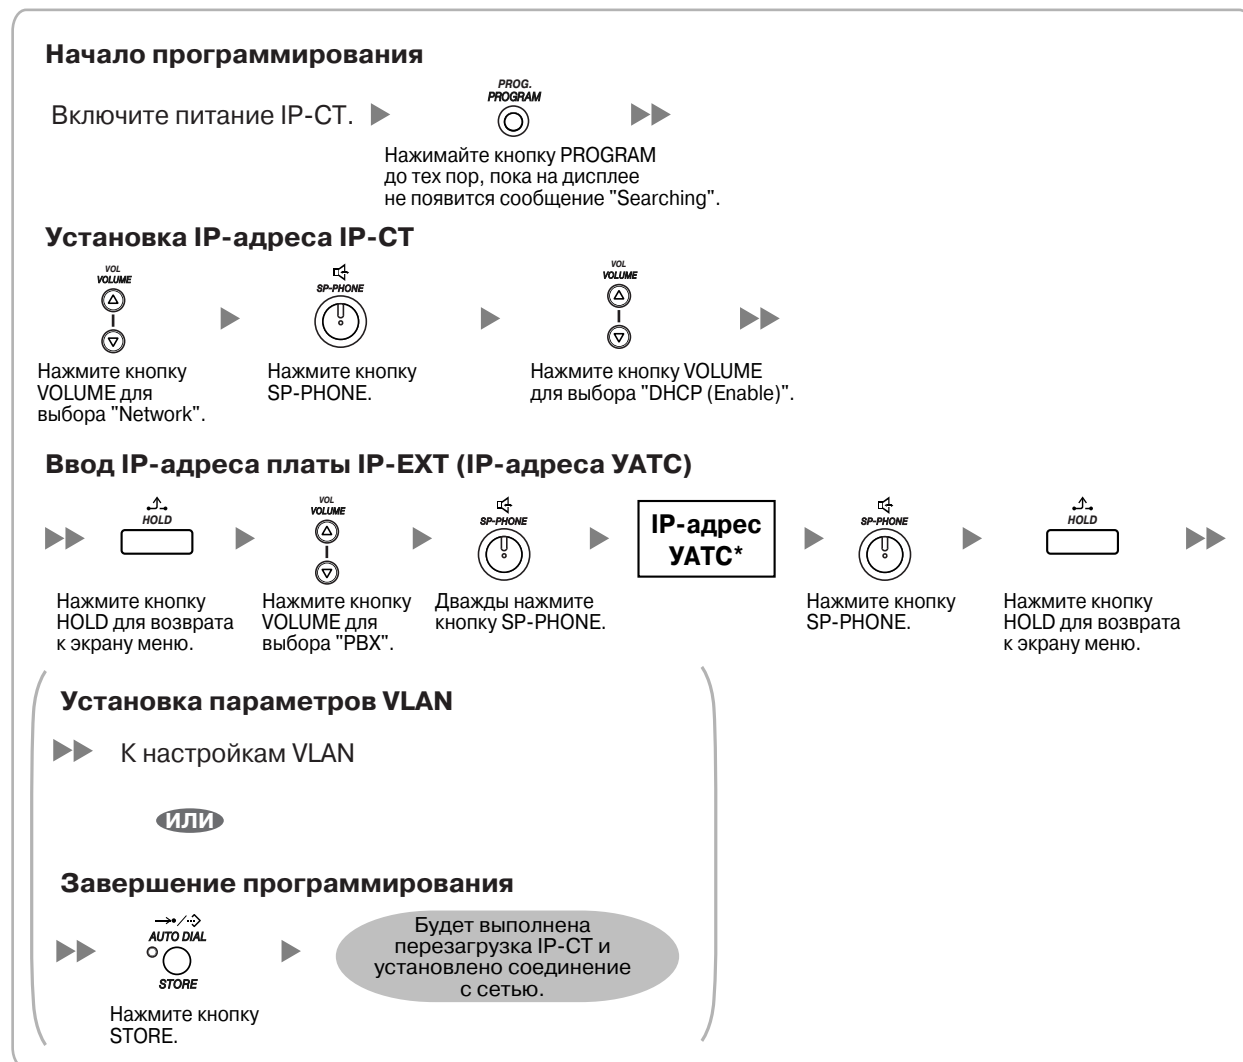 Начало программирования
Включите питание IP-CT.
PROG.
PROGRAM
Нажимайте кнопку PROGRAM
до тех пор, пока на дисплее
не появится сообщение "Searching".
Установка IP-адреса IP-CT
VOL
VOLUME
Нажмите кнопку
VOLUME для
выбора "Network".
SP-PHONE
Нажмите кнопку
SP-PHONE.
VOL
VOLUME
Нажмите кнопку VOLUME
для выбора "DHCP (Enable)".
Ввод IP-адреса платы IP-EXT (IP-адреса УАТС)
HOLD
Нажмите кнопку
HOLD для возврата
к экрану меню.
VOL
VOLUME
Нажмите кнопку
VOLUME для
выбора "PBX".
SP-PHONE
Дважды нажмите
кнопку SP-PHONE.
IP-адрес
УАТС*
SP-PHONE
Нажмите кнопку
SP-PHONE.
HOLD
Нажмите кнопку
HOLD для возврата
к экрану меню.
Установка параметров VLAN
К настройкам VLAN
ИЛИ
Завершение программирования
AUTO DIAL
STORE
Нажмите кнопку
STORE.
Будет выполнена
перезагрузка IP-CT и
установлено соединение
с сетью.